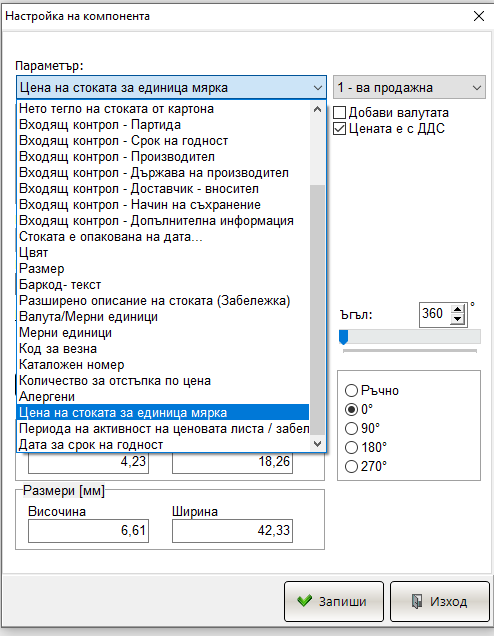 Настройка на компонента
Параметър:
Цена на стоката за единица мярка
1 - ва продажна
Нето тегло на стоката от картона
Входящ контрол - Партида
Входящ контрол - Срок на годност
Входящ контрол - Производител
Входящ контрол - Държава на производител
Входящ контрол - Доставчик - вносител
Входящ контрол - Начин на съхранение
Входящ контрол - Допълнителна информация
Стоката е опакована на дата...
Цвят
Размер
Баркод- текст
Разширено описание на стоката (Забележка)
Валута/Мерни единици
Мерни единици
Код за везна
Каталожен номер
Количество за отстъпка по цена
Алергени
Цена на стоката за единица мярка
Периода на активност на ценовата листа / забел
Дата за срок на годност
Добави валутата
Цената е с ДДС
Ъгъл:
360
°
Ръчно
0°
90°
180°
270°
4,23
18,26
Размери [мм]
Височина
Ширина
6,61
42,33
Запиши
Изход